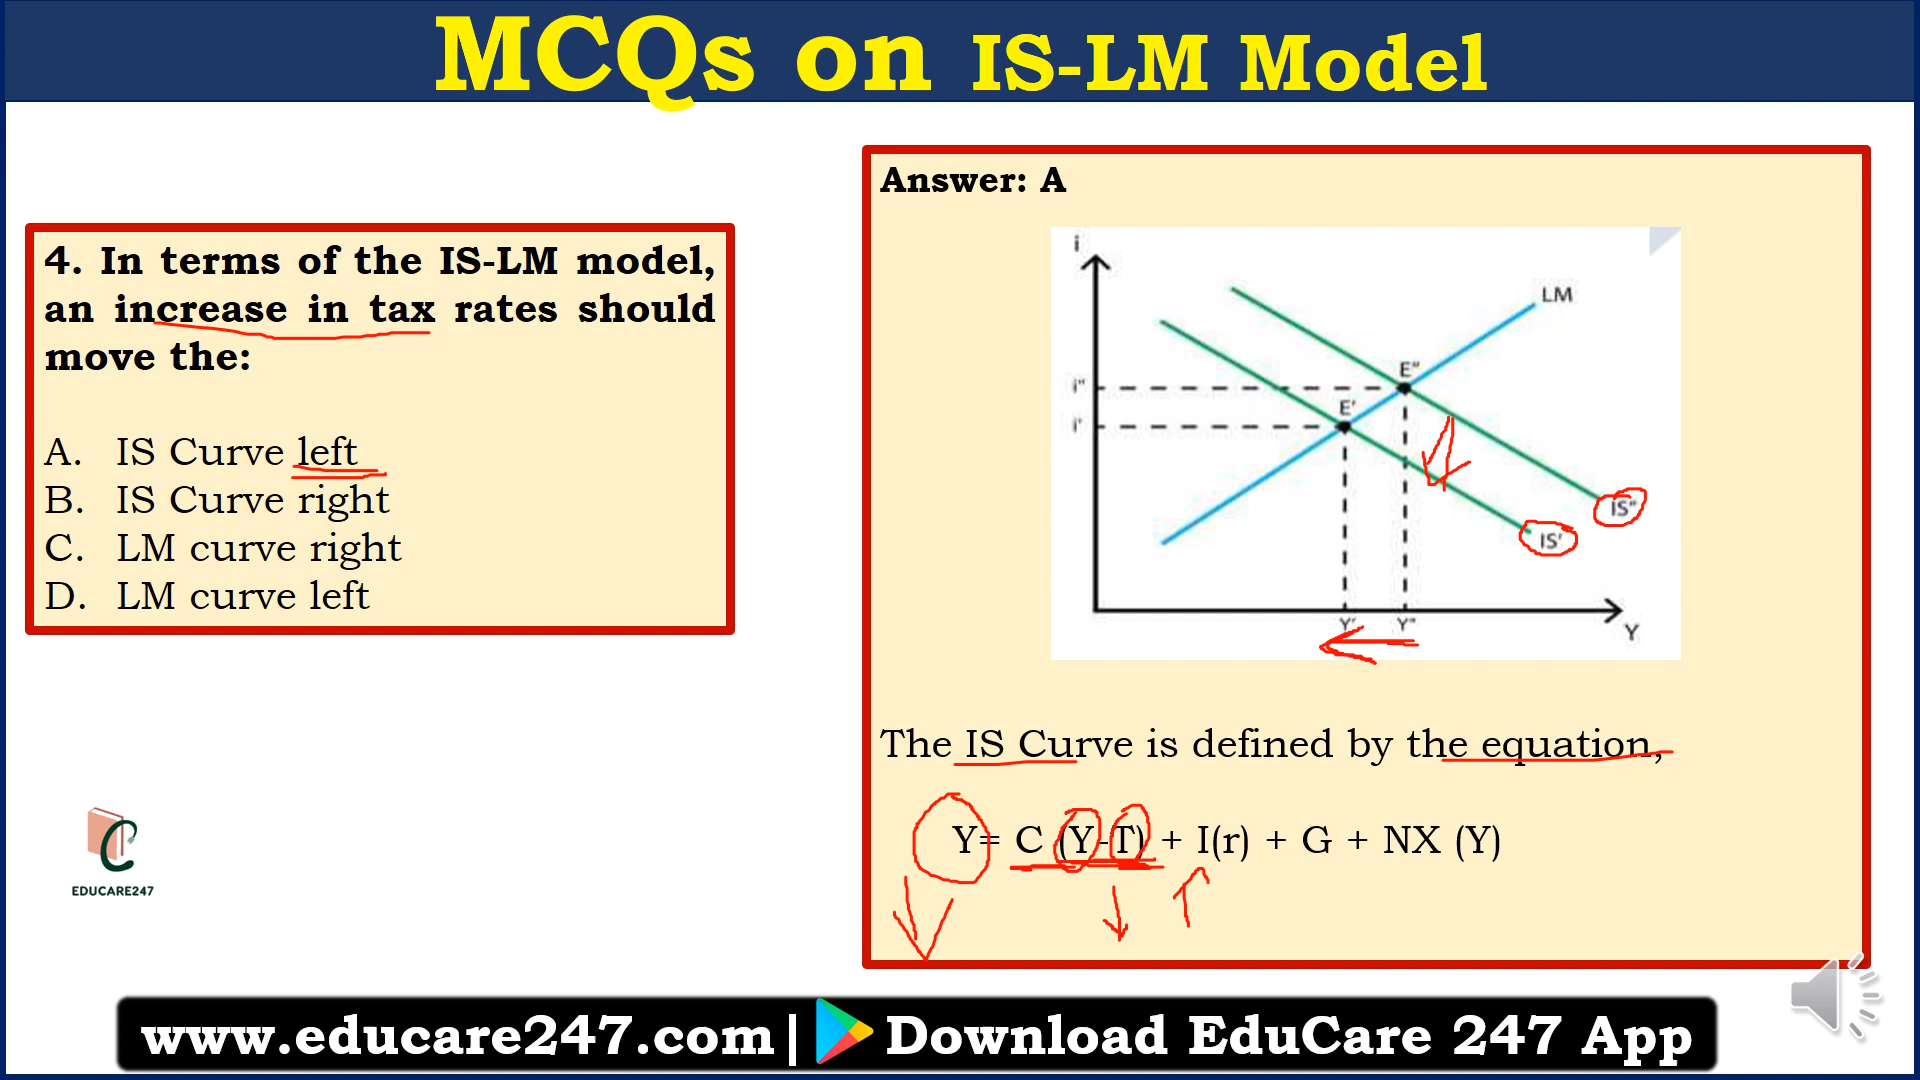 MCQs on IS-LM Model
4. In terms of the IS-LM model,
an increase in tax rates should
move the:
A. IS Curve left
B. IS Curve right
C. LM curve right
D. LM curve left
EDUCARE247
Answer: A
i
LM
E"
i"
E'
i'
IS"
IS'
Y' Y"
Y
The IS Curve is defined by the equation,
Y= C (Y-T) + I(r) + G + NX (Y)
www.educare247.com| Download EduCare 247 App